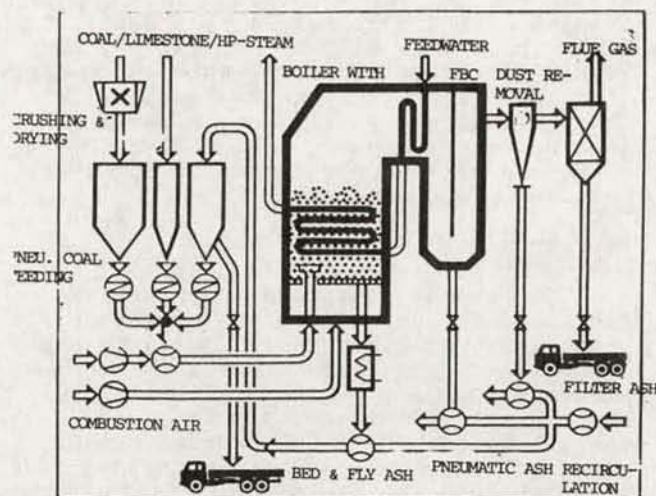 COAL/LIMESTONE/HP-STEAM
FEEDWATER
FLUE GAS
BOILER WITH
FBC
DUST RE-
MOVAL
CRUSHING &
DRYING
NEU. COAL
FEEDING
COMBUSTION AIR
FILTER ASH
BED & FLY ASH
PNEUMATIC ASH RECIRCU-
LATION